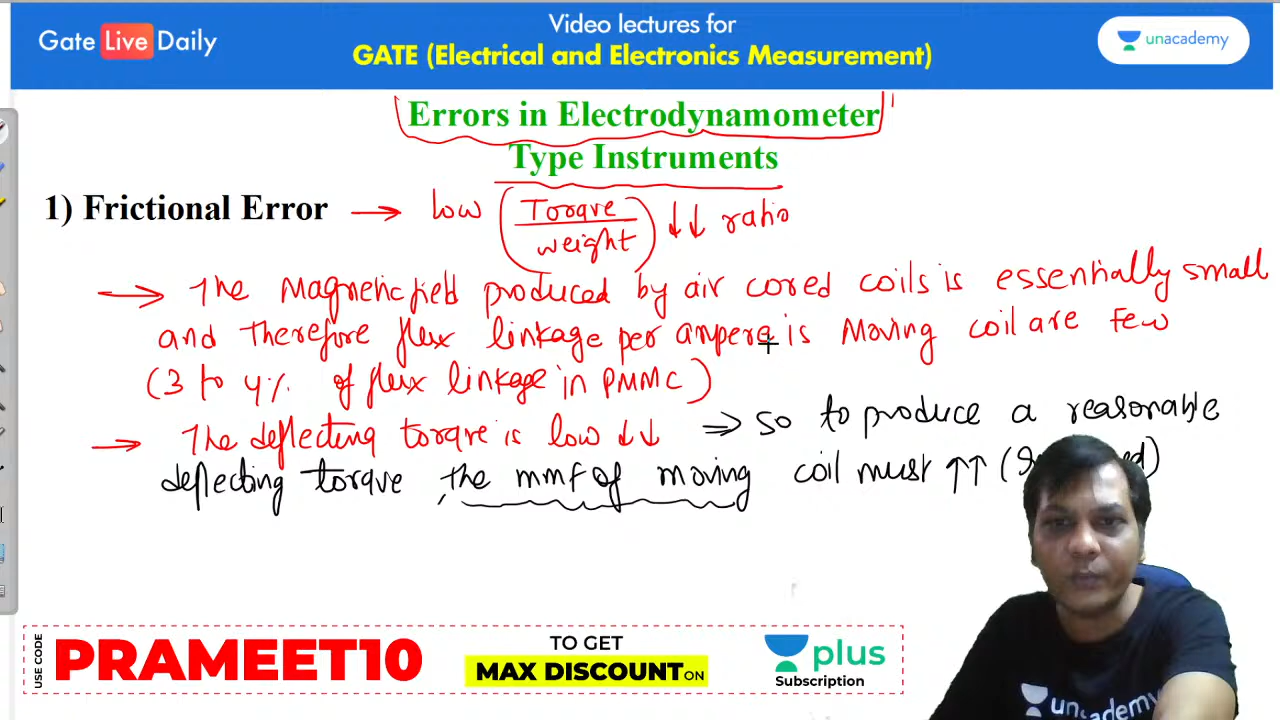 Gate Live Daily
Video lectures for
GATE (Electrical and Electronics Measurement)
unacademy
Errors in Electrodynamometer
Type Instruments
1) Frictional Error → low (Torque / weight) ↓↓ ratio
→ The Magnetic field produced by air cored coils is essentially small
and therefore flux linkage per ampere is Moving coil are few
(3 to 4% of flux linkage in PMMC)
→ The deflecting torque is low ↓↓ ⇒ so to produce a reasonable
deflecting torque, the mmf of moving coil must ↑↑ (
USE CODE
PRAMEET10
TO GET
MAX DISCOUNT ON
plus
Subscription